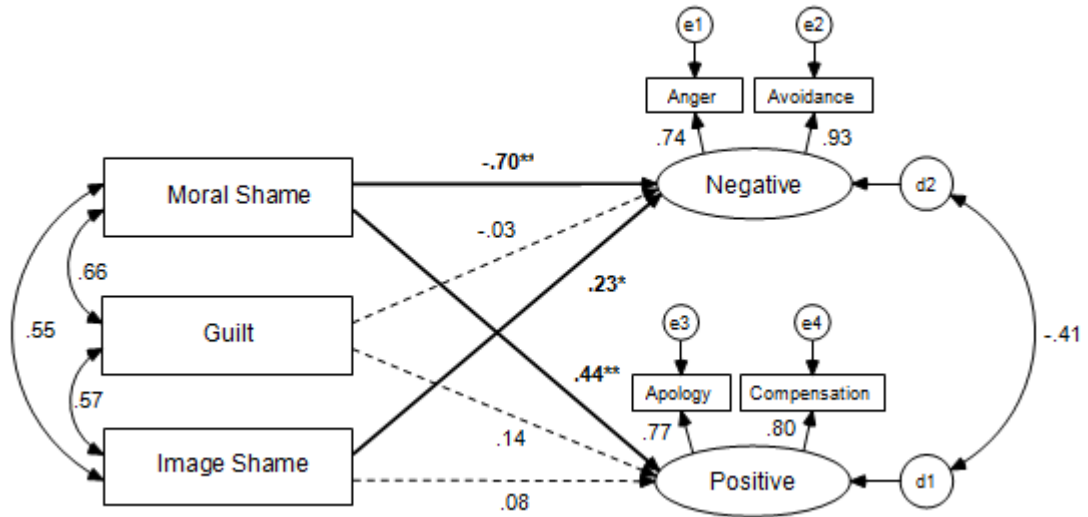 e1
e2
Anger
Avoidance
.74
.93
-.70**
Moral Shame
Negative
d2
-.03
.66
.23*
.55
Guilt
e3
e4
-.41
.44**
Apology
Compensation
.57
.14
.77
.80
Image Shame
Positive
d1
.08